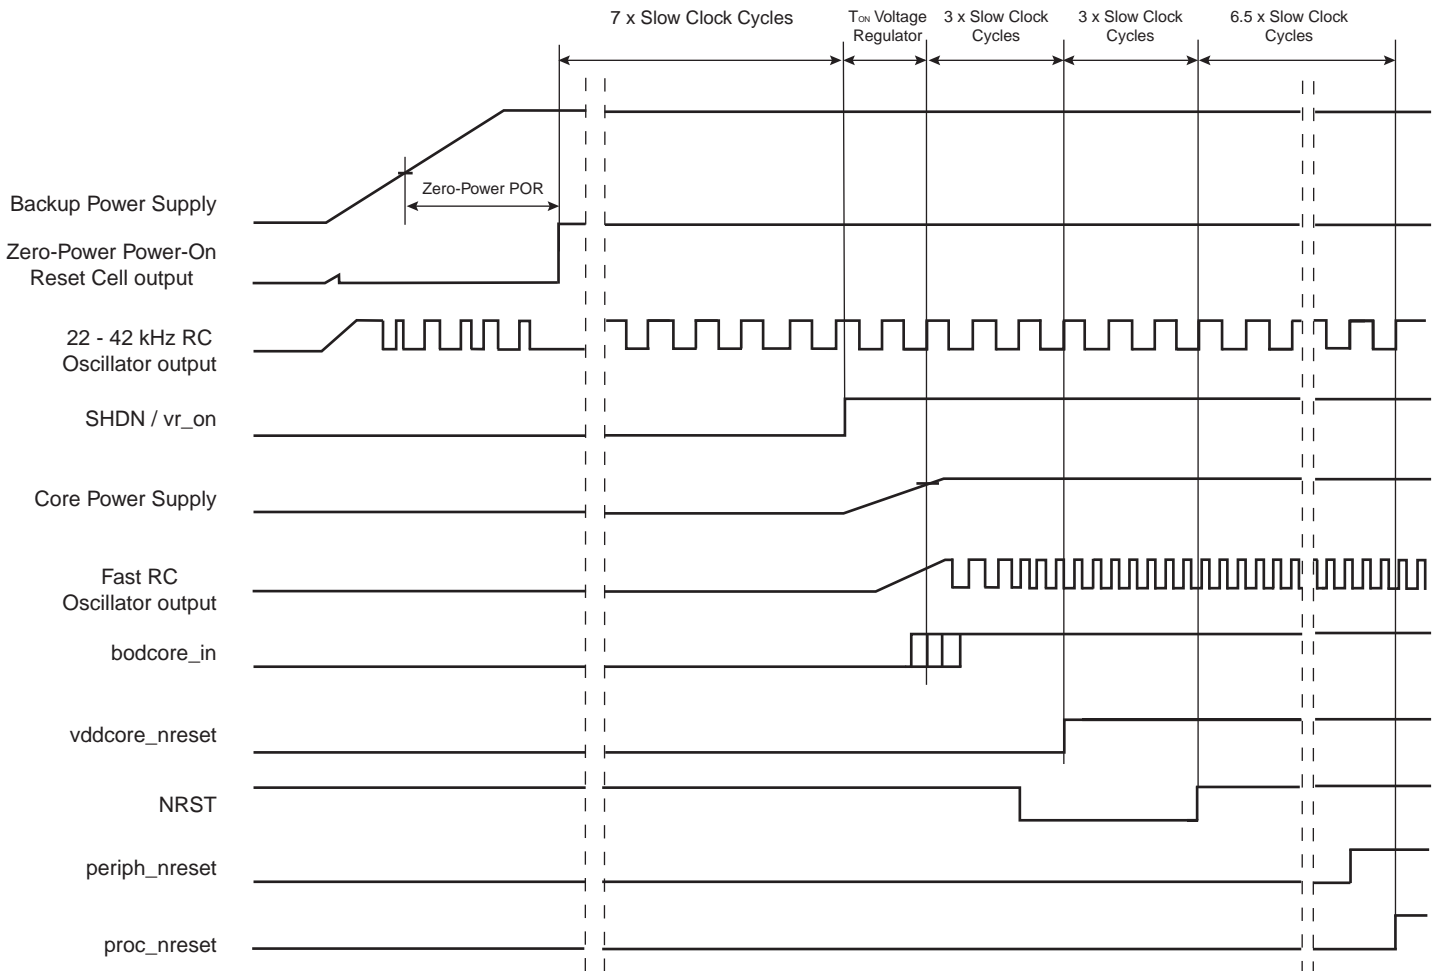 7 x Slow Clock Cycles
TON Voltage
Regulator
3 x Slow Clock
Cycles
3 x Slow Clock
Cycles
6.5 x Slow Clock
Cycles
Zero-Power POR
Backup Power Supply
Zero-Power Power-On
Reset Cell output
22 - 42 kHz RC
Oscillator output
SHDN / vr_on
Core Power Supply
Fast RC
Oscillator output
bodcore_in
vddcore_nreset
NRST
periph_nreset
proc_nreset